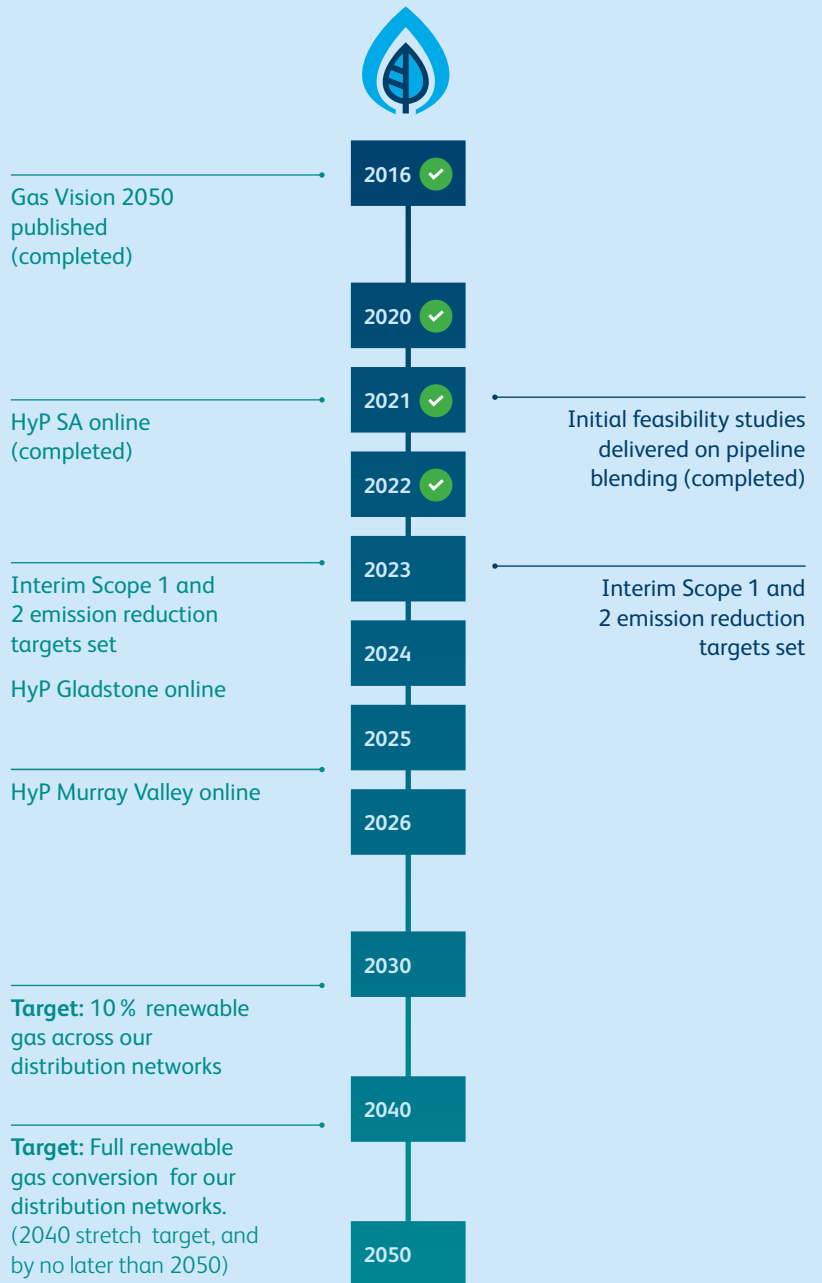 2016
Gas Vision 2050
published
(completed)
2020
2021
HyP SA online
(completed)
Initial feasibility studies
delivered on pipeline
blending (completed)
2022
2023
Interim Scope 1 and
2 emission reduction
targets set
Interim Scope 1 and
2 emission reduction
targets set
2024
HyP Gladstone online
2025
HyP Murray Valley online
2026
2030
Target: 10% renewable
gas across our
distribution networks
2040
Target: Full renewable
gas conversion for our
distribution networks.
(2040 stretch target, and
by no later than 2050)
2050